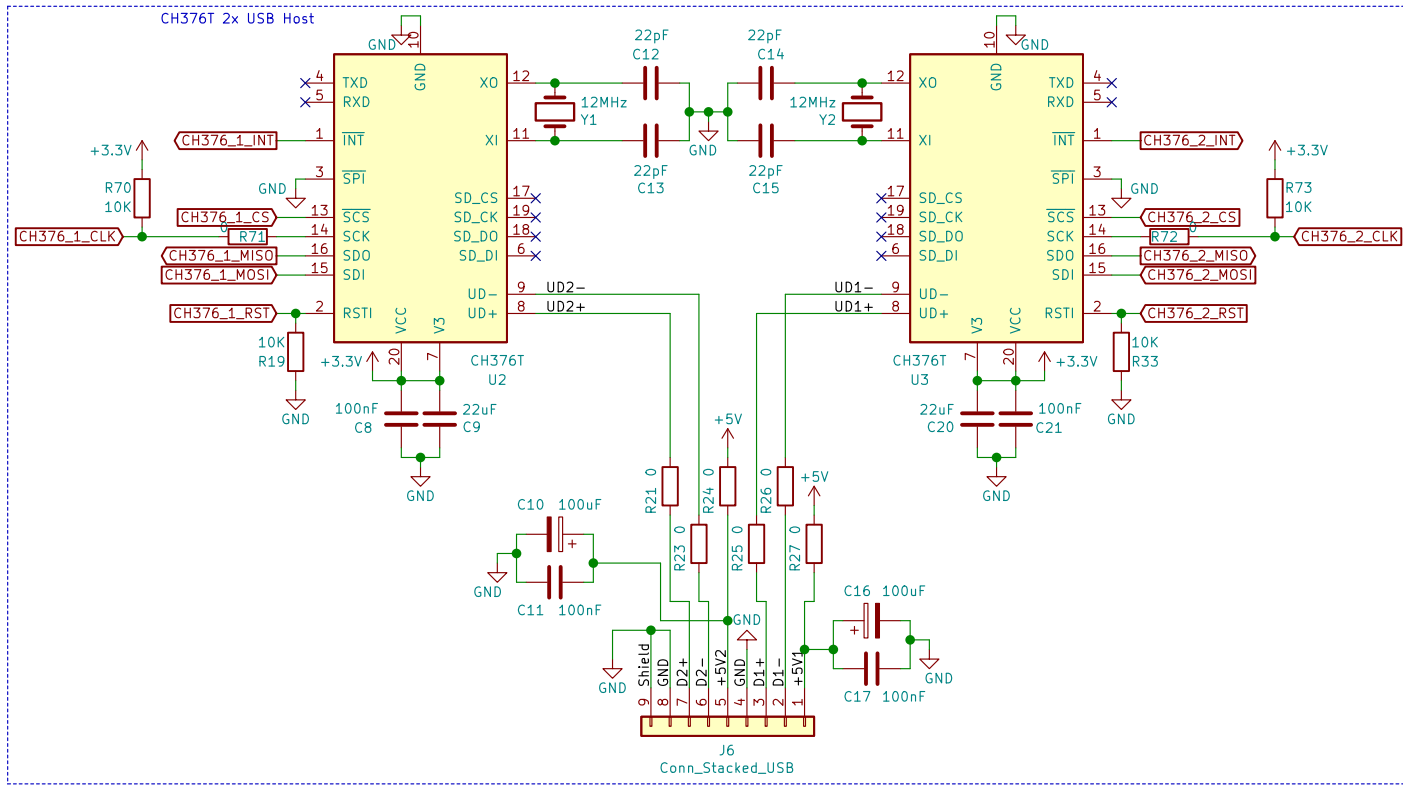 CH376T 2x USB Host
GND
10
GND
4
TXD
5
RXD
1
INT
CH376_1_INT
3
SPI
GND
+3.3V
R70
10K
CH376_1_CS
13
SCS
CH376_1_CLK
0
R71
14
SCK
CH376_1_MISO
16
SDO
CH376_1_MOSI
15
SDI
CH376_1_RST
2
RSTI
10K
R19
GND
XO
12
XI
11
SD_CS
17
SD_CK
19
SD_DO
18
SD_DI
6
UD-
9
UD2-
UD+
8
UD2+
VCC
20
V3
7
+3.3V
CH376T
U2
100nF
C8
22uF
C9
GND
22pF
C12
12MHz
Y1
22pF
C13
GND
22pF
C14
12MHz
Y2
22pF
C15
10
GND
GND
12
XO
11
XI
17
SD_CS
19
SD_CK
18
SD_DO
6
SD_DI
UD1-
9
UD-
UD1+
8
UD+
TXD
4
RXD
5
INT
1
CH376_2_INT
SPI
3
GND
+3.3V
R73
10K
SCS
13
CH376_2_CS
SCK
14
R72
0
CH376_2_CLK
SDO
16
CH376_2_MISO
SDI
15
CH376_2_MOSI
RSTI
2
CH376_2_RST
10K
R33
GND
V3
7
VCC
20
+3.3V
CH376T
U3
22uF
C20
100nF
C21
GND
+5V
+5V
R21 0
R23 0
R24 0
R25 0
R26 0
R27 0
C10 100uF
+
GND
C11 100nF
C16 100uF
+
GND
C17 100nF
GND
GND
Shield
GND
D2+
D2-
+5V2
GND
D1+
D1-
+5V1
9
8
7
6
5
4
3
2
1
J6
Conn_Stacked_USB